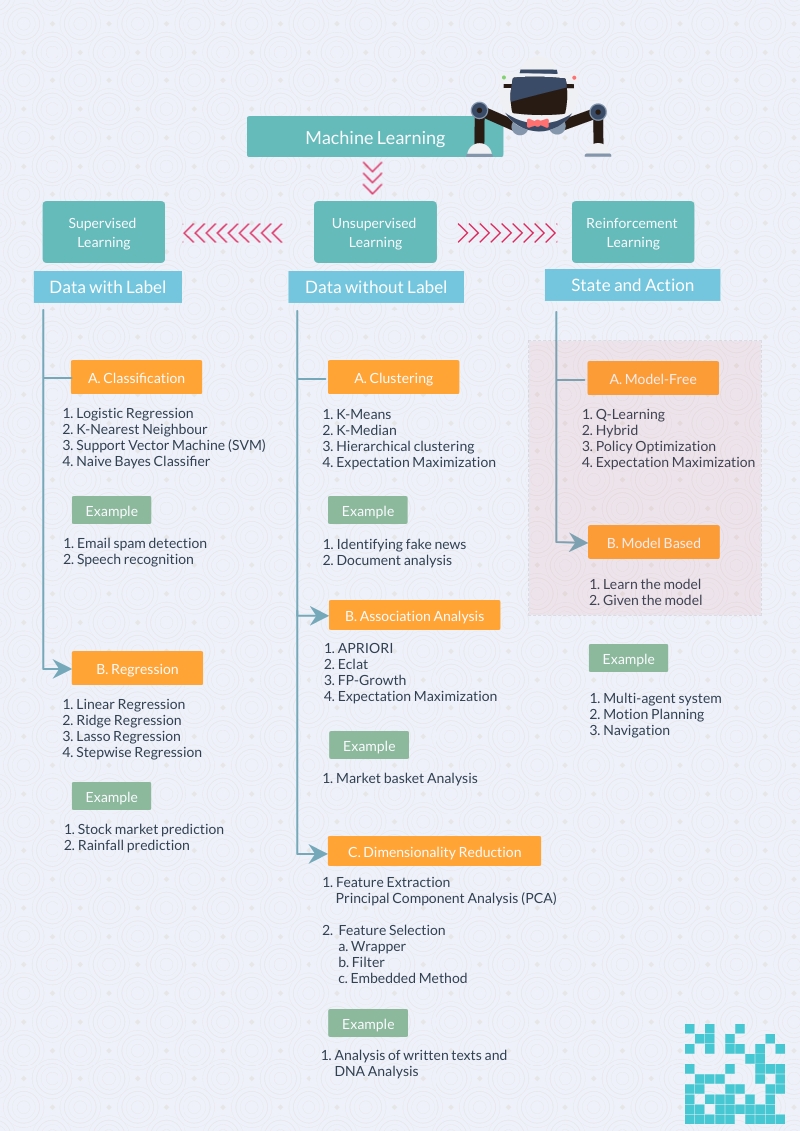 Machine Learning
Supervised
Learning
Unsupervised
Learning
Reinforcement
Learning
Data with Label
Data without Label
State and Action
A. Classification
1. Logistic Regression
2. K-Nearest Neighbour
3. Support Vector Machine (SVM)
4. Naive Bayes Classifier
Example
1. Email spam detection
2. Speech recognition
B. Regression
1. Linear Regression
2. Ridge Regression
3. Lasso Regression
4. Stepwise Regression
Example
1. Stock market prediction
2. Rainfall prediction
A. Clustering
1. K-Means
2. K-Median
3. Hierarchical clustering
4. Expectation Maximization
Example
1. Identifying fake news
2. Document analysis
B. Association Analysis
1. APRIORI
2. Eclat
3. FP-Growth
4. Expectation Maximization
Example
1. Market basket Analysis
C. Dimensionality Reduction
1. Feature Extraction
Principal Component Analysis (PCA)
2. Feature Selection
a. Wrapper
b. Filter
c. Embedded Method
Example
1. Analysis of written texts and
DNA Analysis
A. Model-Free
1. Q-Learning
2. Hybrid
3. Policy Optimization
4. Expectation Maximization
B. Model Based
1. Learn the model
2. Given the model
Example
1. Multi-agent system
2. Motion Planning
3. Navigation